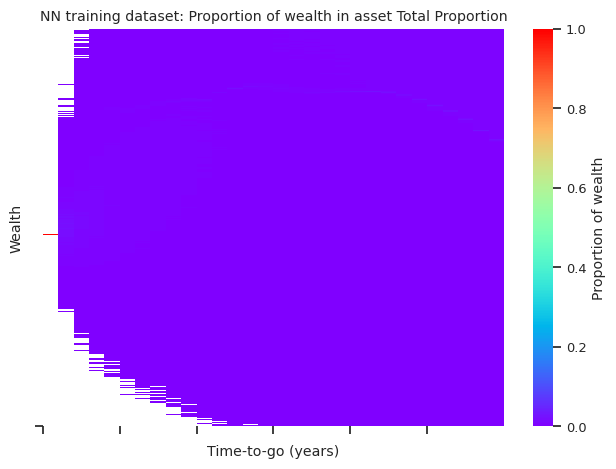 NN training dataset: Proportion of wealth in asset Total Proportion
Wealth
Time-to-go (years)
1.0
0.8
0.6
0.4
0.2
0.0
Proportion of wealth